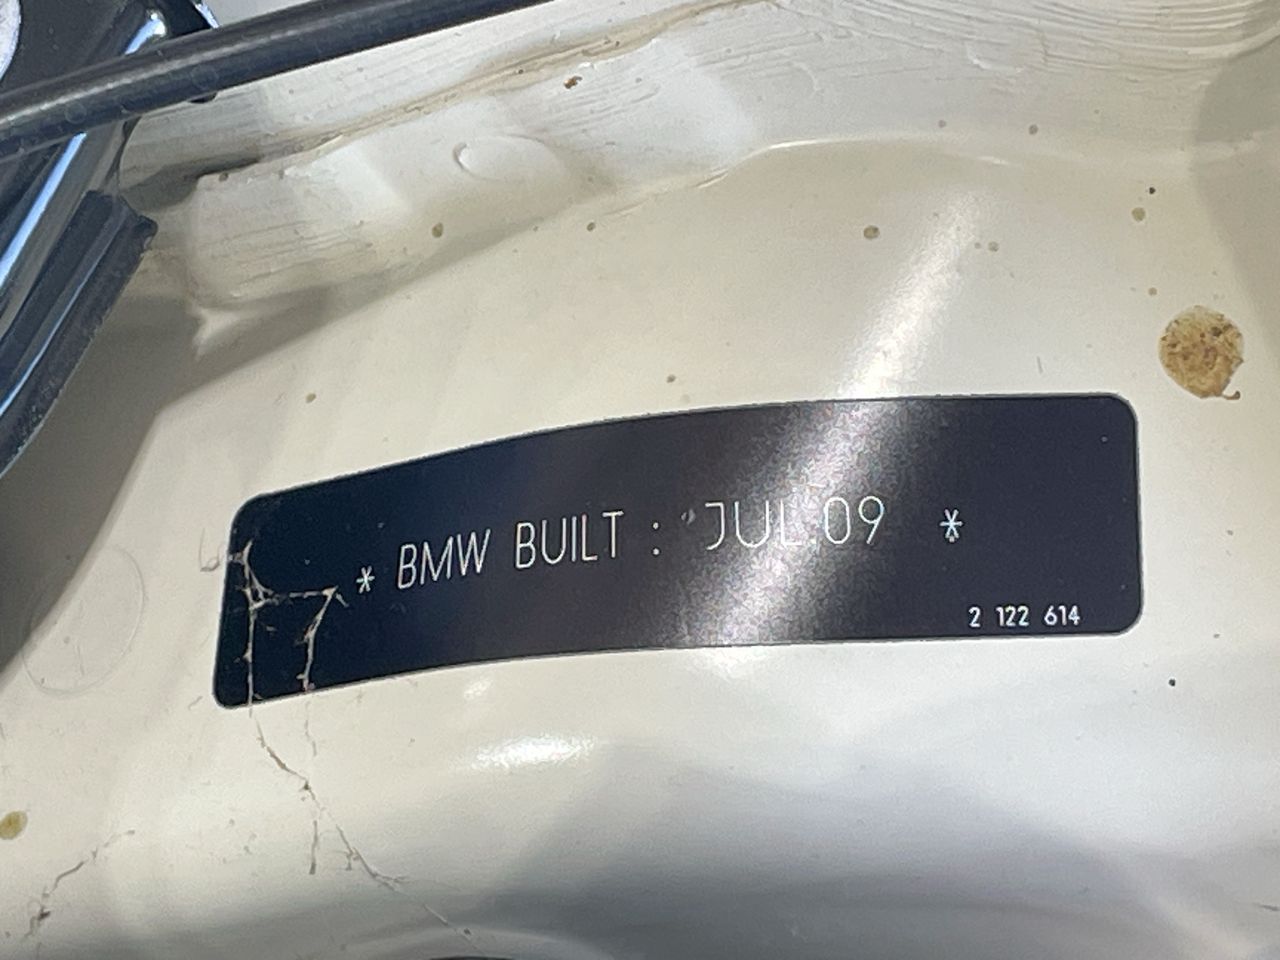 * BMW BUILT : JUL.09 *
2 122 614